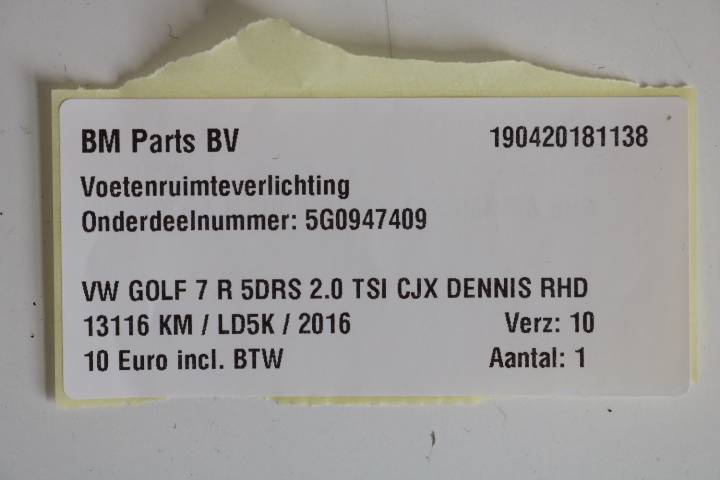 BM Parts BV 190420181138
Voetenruimteverlichting
Onderdeelnummer: 5G0947409
VW GOLF 7 R 5DRS 2.0 TSI CJX DENNIS RHD
13116 KM / LD5K / 2016 Verz: 10
10 Euro incl. BTW Aantal: 1